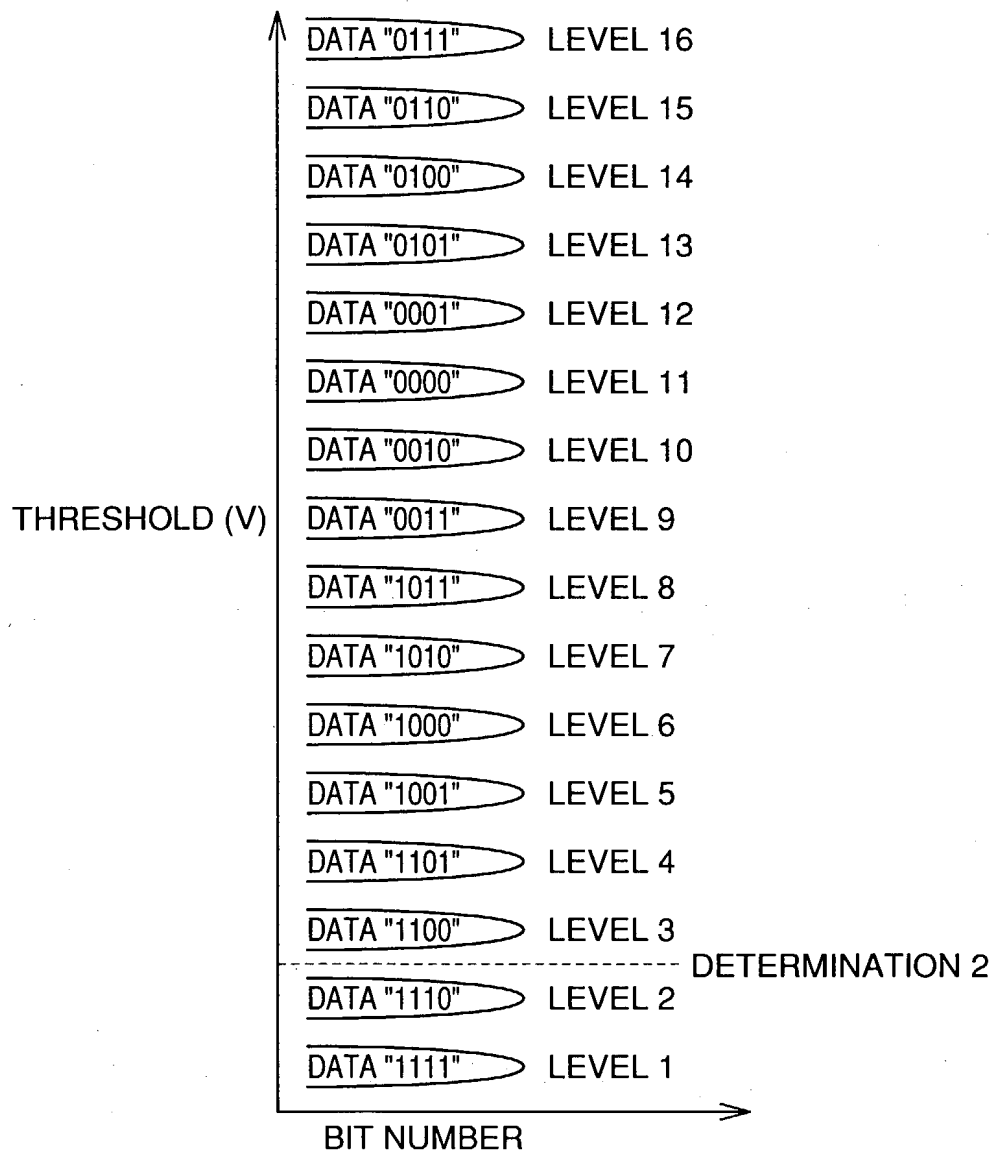 DATA "0111" LEVEL 16
DATA "0110" LEVEL 15
DATA "0100" LEVEL 14
DATA "0101" LEVEL 13
DATA "0001" LEVEL 12
DATA "0000" LEVEL 11
DATA "0010" LEVEL 10
THRESHOLD (V) DATA "0011" LEVEL 9
DATA "1011" LEVEL 8
DATA "1010" LEVEL 7
DATA "1000" LEVEL 6
DATA "1001" LEVEL 5
DATA "1101" LEVEL 4
DATA "1100" LEVEL 3
DETERMINATION 2
DATA "1110" LEVEL 2
DATA "1111" LEVEL 1
BIT NUMBER